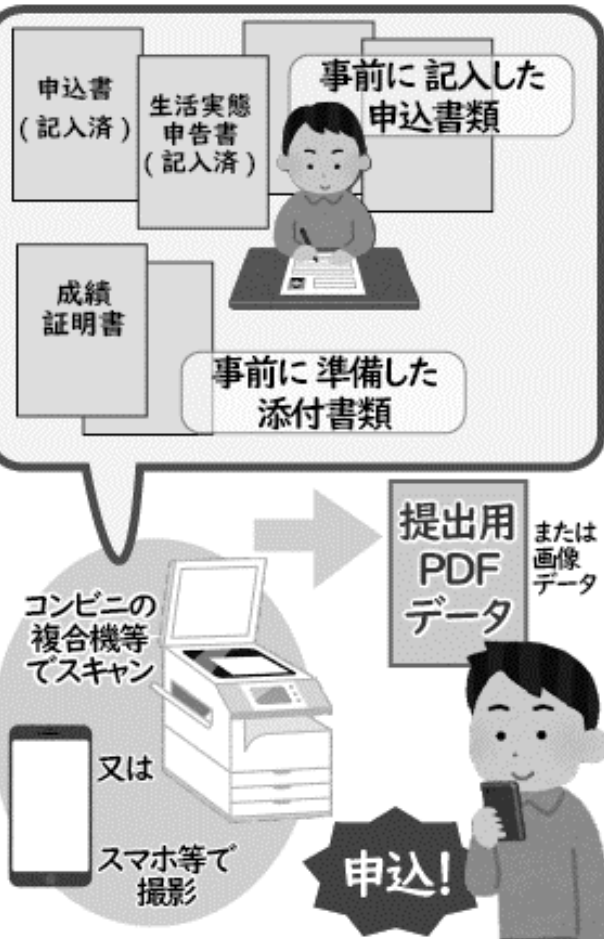 申込書
(記入済)
生活実態
申告書
(記入済)
事前に記入した
申込書類
成績
証明書
事前に準備した
添付書類
コンビニの
複合機等
でスキャン
又は
スマホ等で
撮影
提出用
PDF
データ
または
画像
データ
申込!